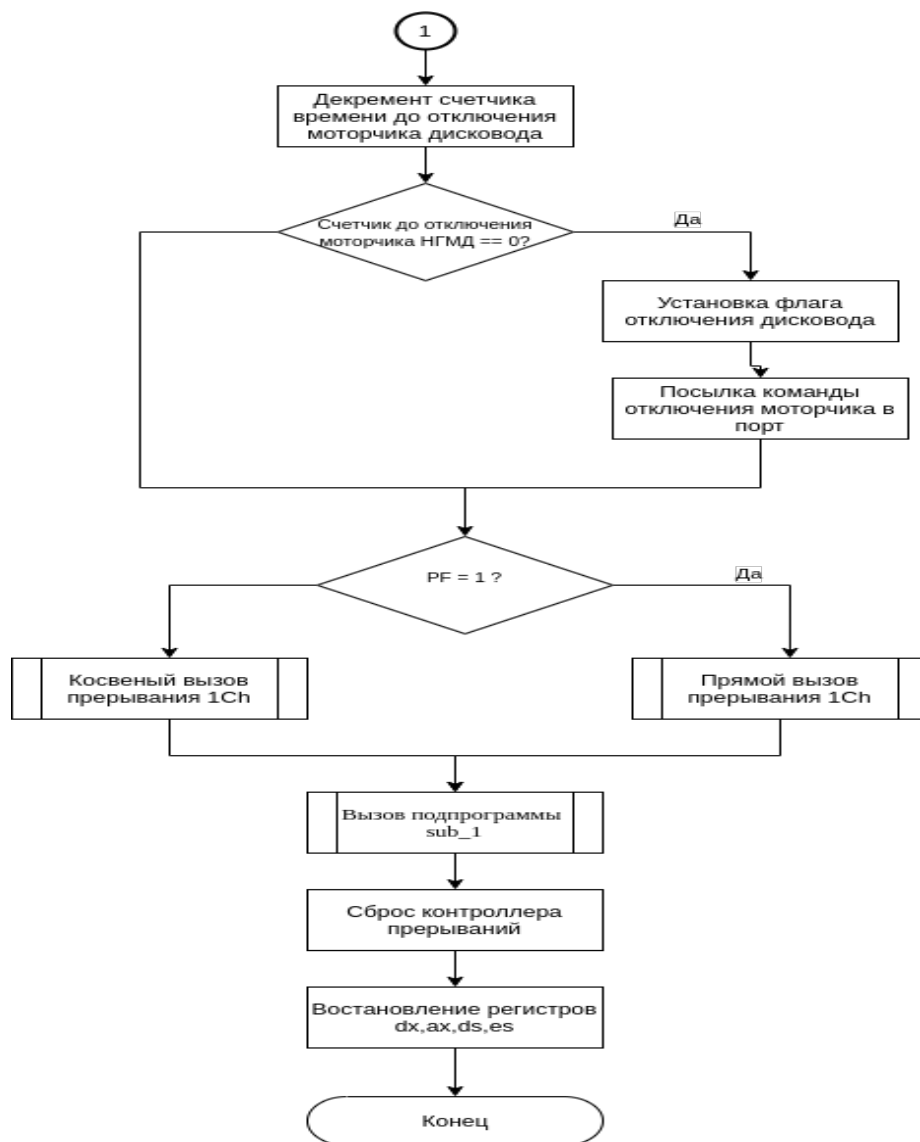 1
Декремент счетчика
времени до отключения
моторчика дисковода
Счетчик до отключения
моторчика НГМД == 0?
Да
Установка флага
отключения дисковода
Посылка команды
отключения моторчика в
порт
PF = 1 ?
Да
Косвеный вызов
прерывания 1Ch
Прямой вызов
прерывания 1Ch
Вызов подпрограммы
sub_1
Сброс контроллера
прерываний
Востановление регистров
dx,ax,ds,es
Конец